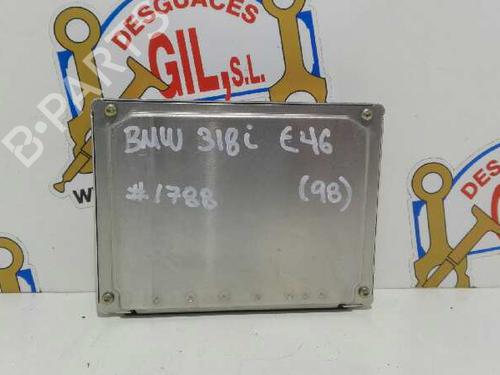 DESGUACES
GIL, S.L.
B-PARTS
BMW 318i E46
#1788 (98)